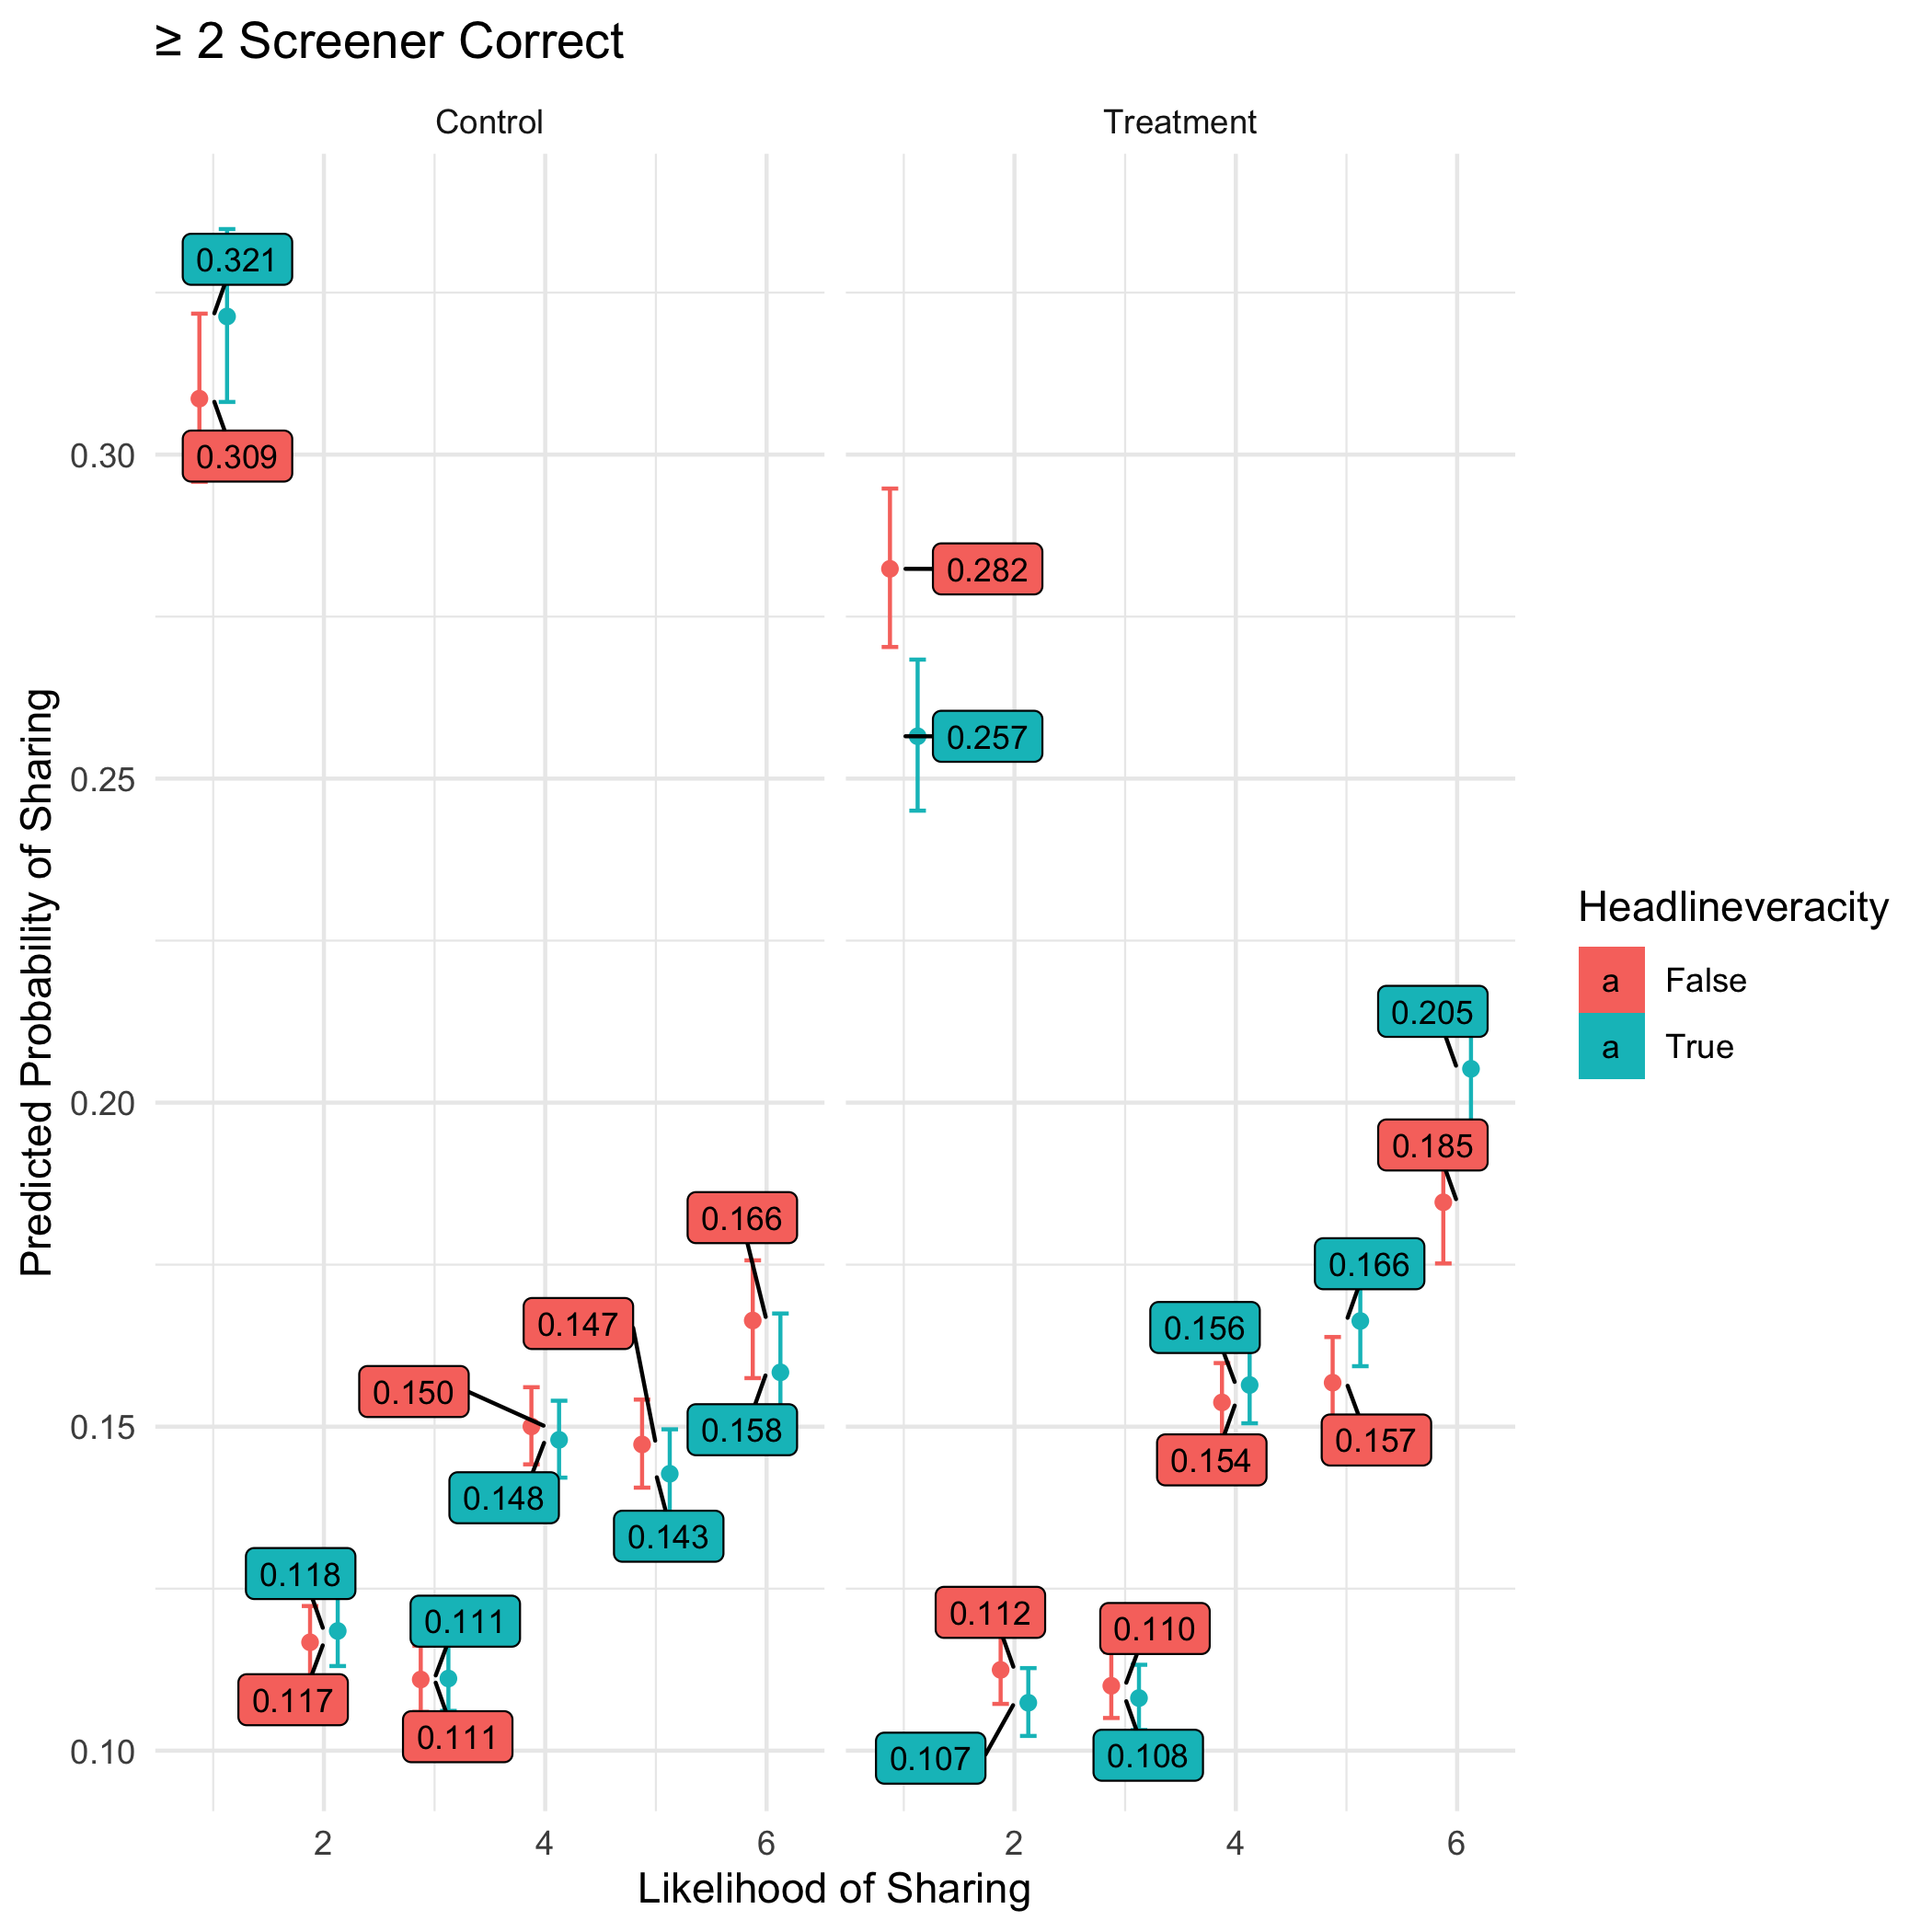 ≥ 2 Screener Correct
Control
Treatment
Predicted Probability of Sharing
0.30
0.25
0.20
0.15
0.10
0.321
0.309
0.166
0.147
0.150
0.158
0.148
0.143
0.118
0.111
0.117
0.111
0.282
0.257
0.205
0.185
0.166
0.156
0.157
0.154
0.112
0.110
0.107
0.108
2 4 6
2 4 6
Likelihood of Sharing
Headlineveracity
a False
a True